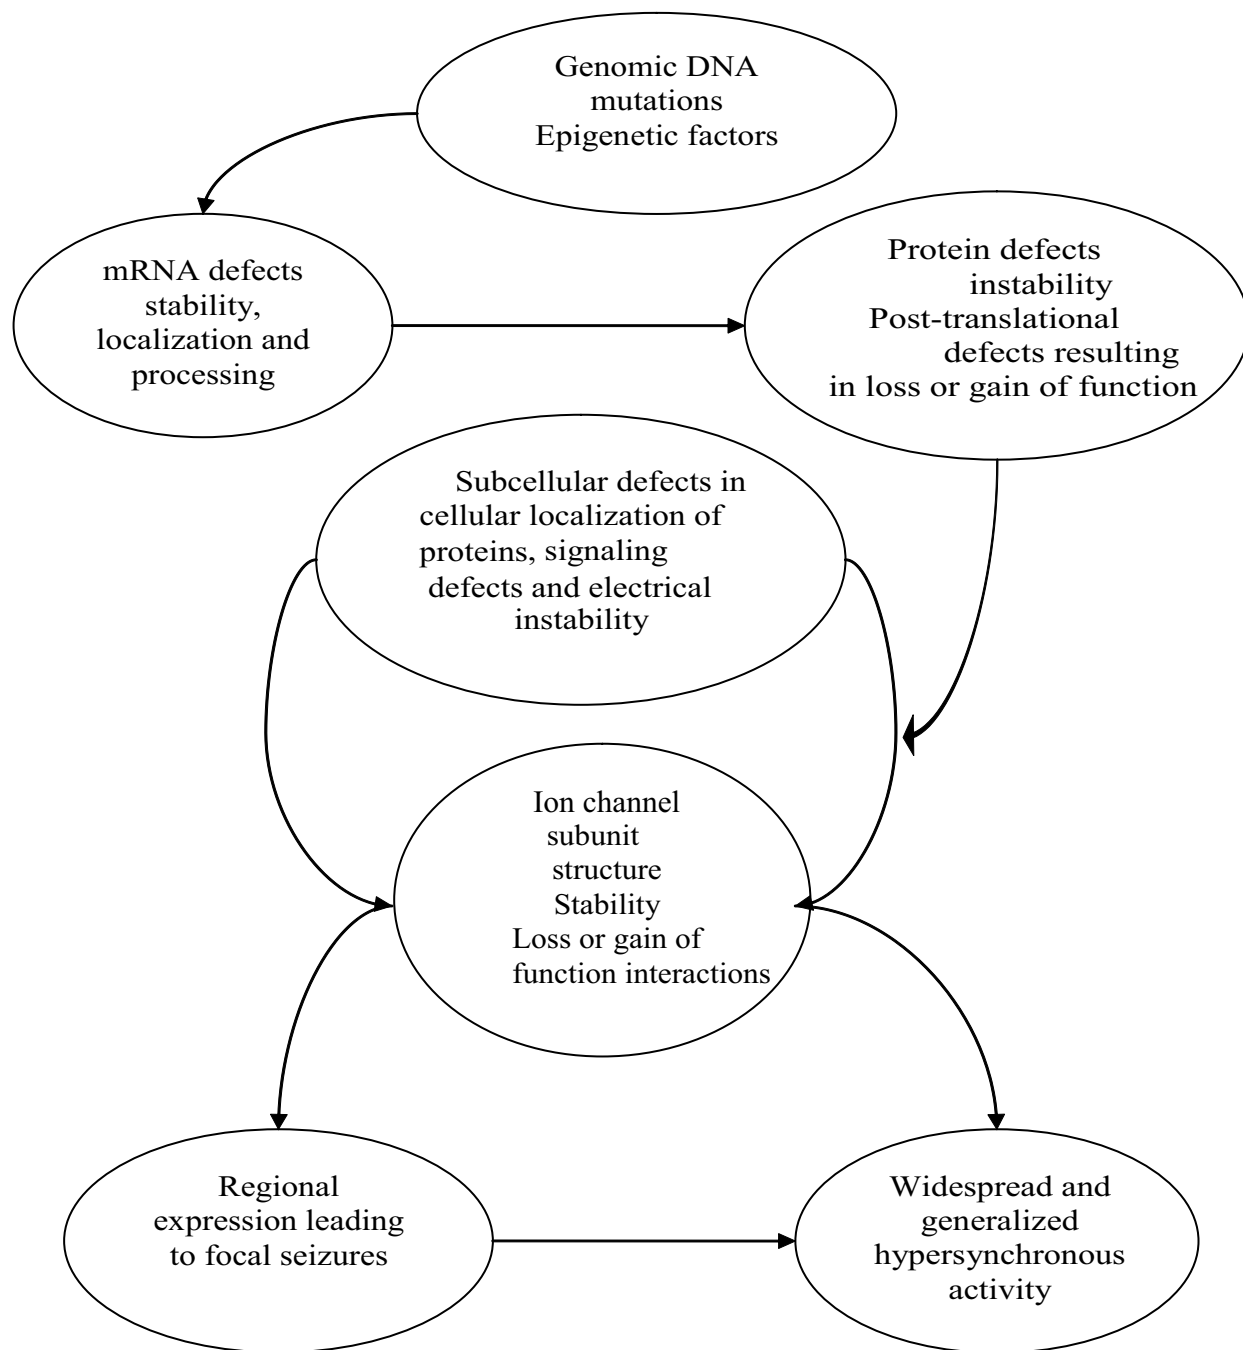 Genomic DNA
mutations
Epigenetic factors
mRNA defects
stability,
localization and
processing
Protein defects
instability
Post-translational
defects resulting
in loss or gain of function
Subcellular defects in
cellular localization of
proteins, signaling
defects and electrical
instability
Ion channel
subunit
structure
Stability
Loss or gain of
function interactions
Regional
expression leading
to focal seizures
Widespread and
generalized
hypersynchronous
activity